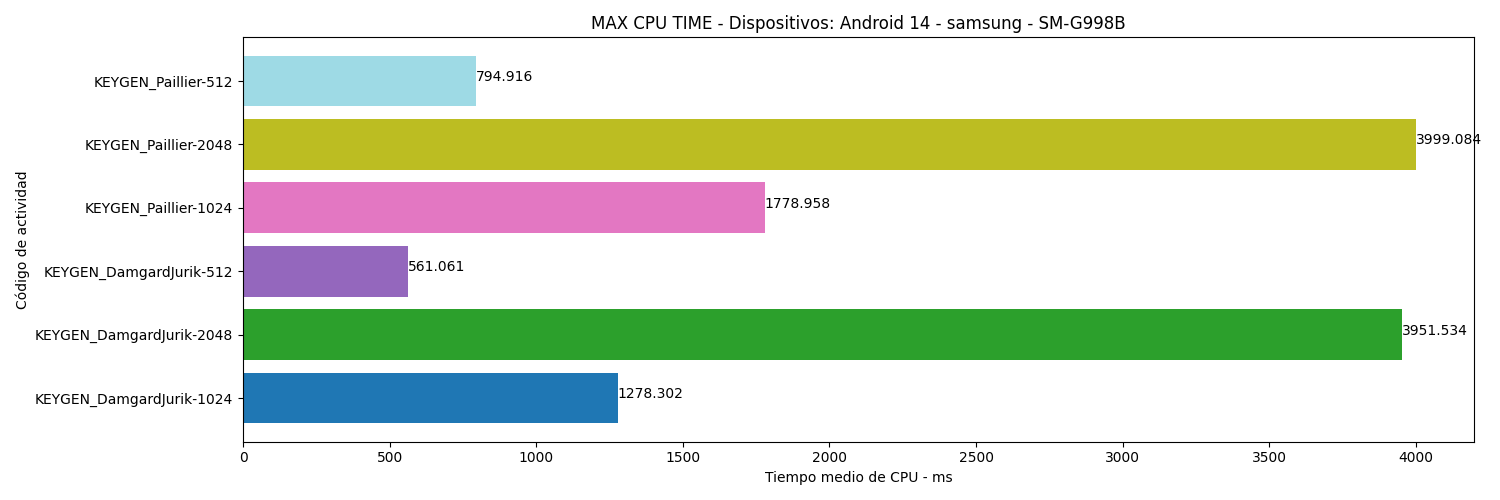 MAX CPU TIME - Dispositivos: Android 14 - samsung - SM-G998B
Código de actividad
KEYGEN_Paillier-512
794.916
KEYGEN_Paillier-2048
3999.084
KEYGEN_Paillier-1024
1778.958
KEYGEN_DamgardJurik-512
561.061
KEYGEN_DamgardJurik-2048
3951.534
KEYGEN_DamgardJurik-1024
1278.302
0 500 1000 1500 2000 2500 3000 3500 4000
Tiempo medio de CPU - ms